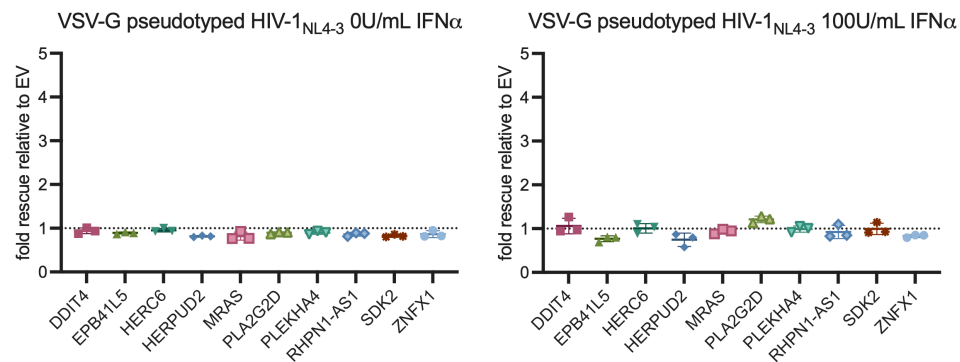 VSV-G pseudotyped HIV-1NL4-3 0U/mL IFNα
fold rescue relative to EV
5
4
3
2
1
0
DDIT4
EPB41L5
HERC6
HERPUD2
MRAS
PLA2G2D
PLEKHA4
RHPN1-AS1
SDK2
ZNFX1
VSV-G pseudotyped HIV-1NL4-3 100U/mL IFNα
fold rescue relative to EV
5
4
3
2
1
0
DDIT4
EPB41L5
HERC6
HERPUD2
MRAS
PLA2G2D
PLEKHA4
RHPN1-AS1
SDK2
ZNFX1